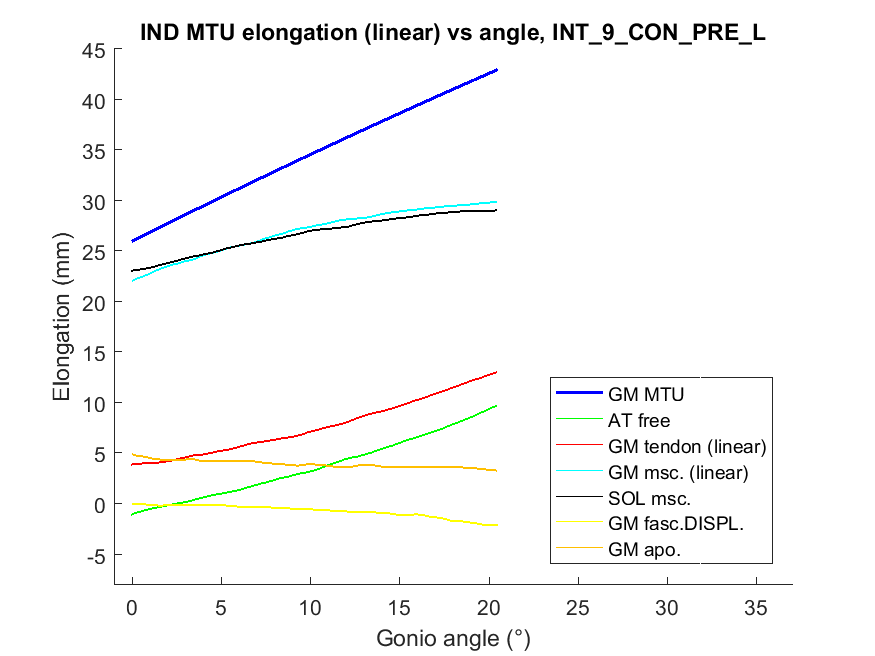 IND MTU elongation (linear) vs angle, INT_9_CON_PRE_L
45
40
35
30
25
20
15
10
5
0
-5
Elongation (mm)
GM MTU
AT free
GM tendon (linear)
GM msc. (linear)
SOL msc.
GM fasc.DISPL.
GM apo.
0 5 10 15 20 25 30 35
Gonio angle (°)